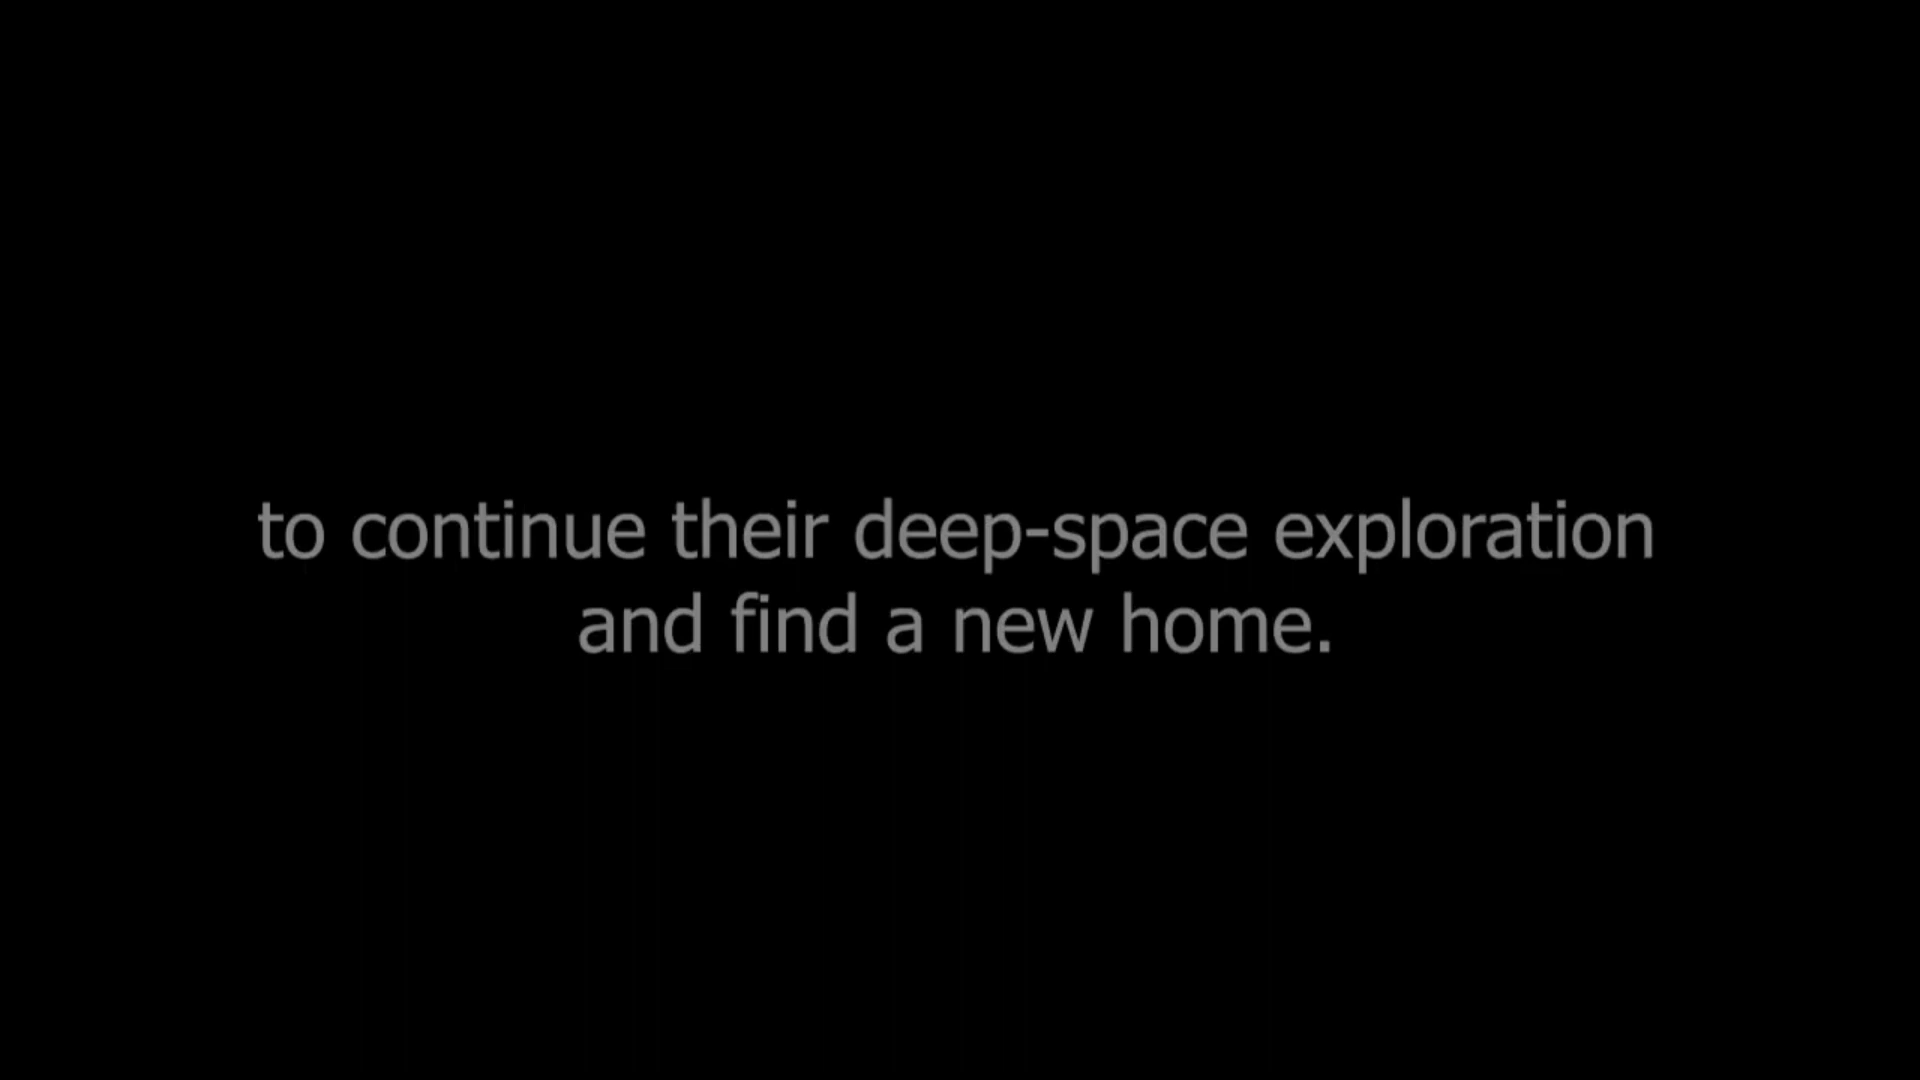 to continue their deep-space exploration
and find a new home.